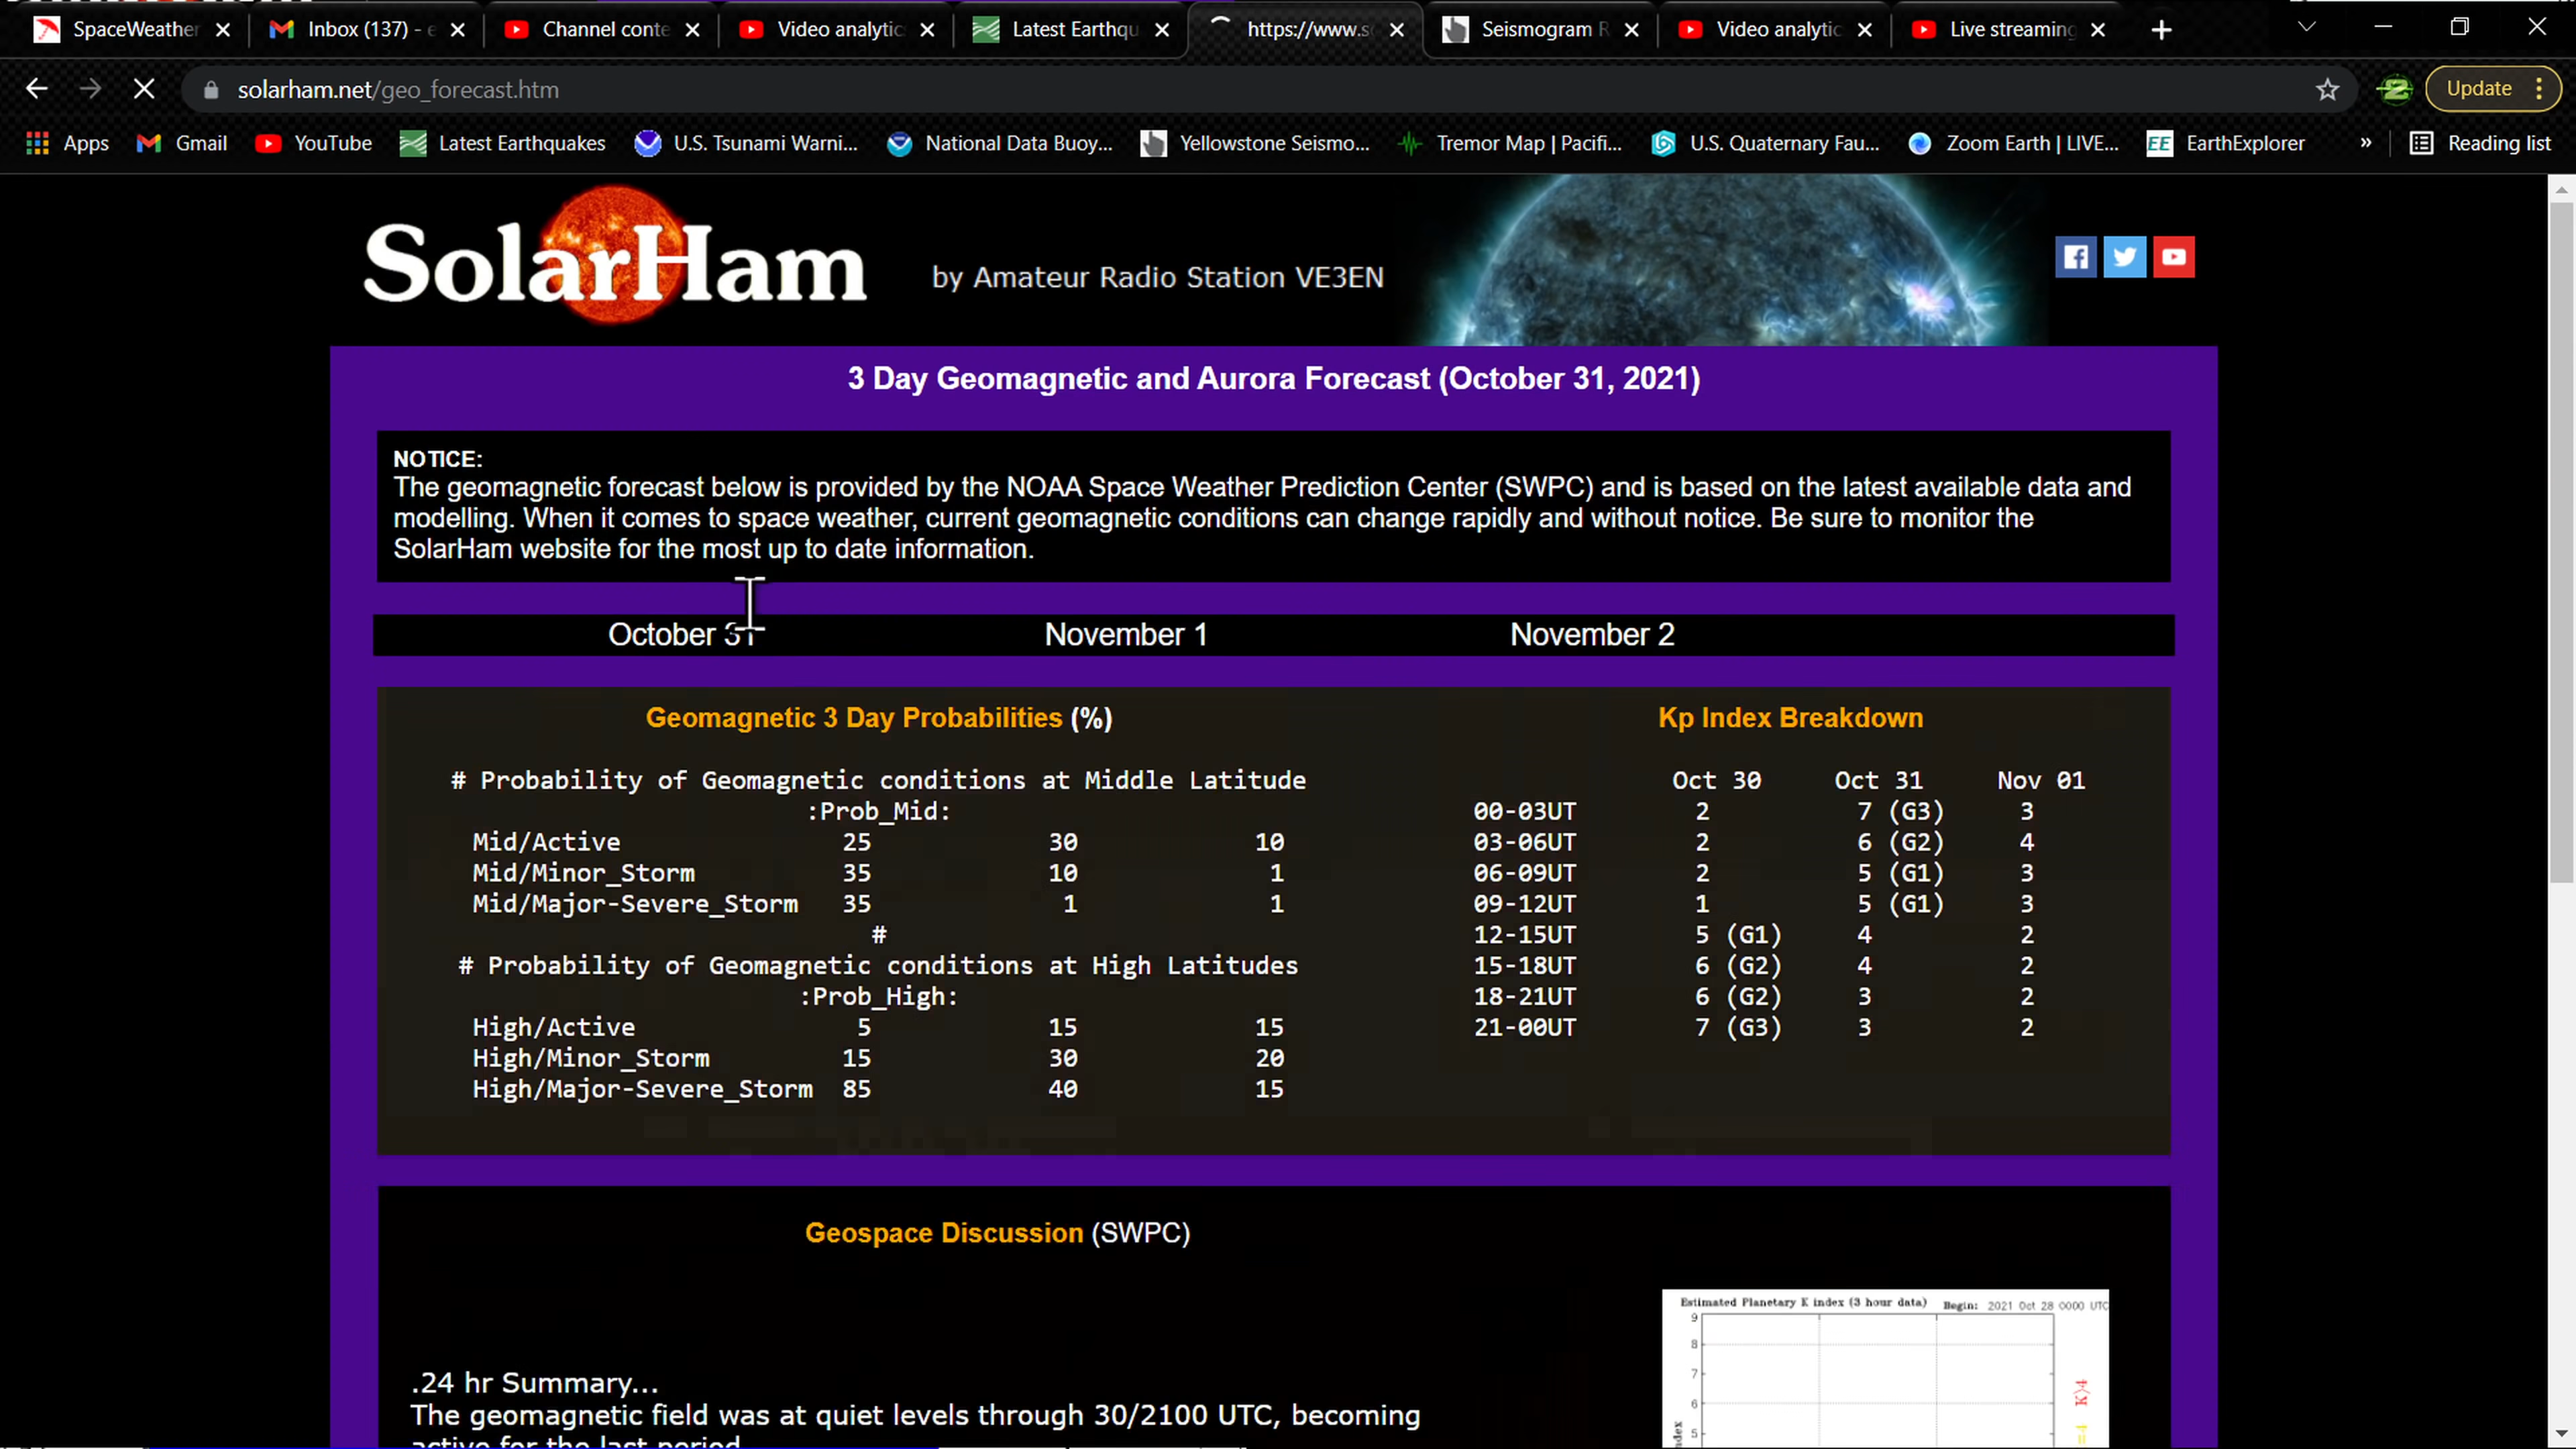 SpaceWeather
Inbox (137) - e
Channel conte
Video analytic
Latest Earthqu
https://www.s
Seismogram R
Video analytic
Live streaming
solarham.net/geo_forecast.htm
Update
Apps
Gmail
YouTube
Latest Earthquakes
U.S. Tsunami Warni...
National Data Buoy...
Yellowstone Seismo...
Tremor Map | Pacifi...
U.S. Quaternary Fau...
Zoom Earth | LIVE...
EE
EarthExplorer
»
Reading list
SolarHam
by Amateur Radio Station VE3EN
3 Day Geomagnetic and Aurora Forecast (October 31, 2021)
NOTICE:
The geomagnetic forecast below is provided by the NOAA Space Weather Prediction Center (SWPC) and is based on the latest available data and
modelling. When it comes to space weather, current geomagnetic conditions can change rapidly and without notice. Be sure to monitor the
SolarHam website for the most up to date information.
October 31 November 1 November 2
Geomagnetic 3 Day Probabilities (%)
# Probability of Geomagnetic conditions at Middle Latitude
:Prob_Mid:
Mid/Active 25 30 10
Mid/Minor_Storm 35 10 1
Mid/Major-Severe_Storm 35 1 1
#
# Probability of Geomagnetic conditions at High Latitudes
:Prob_High:
High/Active 5 15 15
High/Minor_Storm 15 30 20
High/Major-Severe_Storm 85 40 15
Kp Index Breakdown
Oct 30 Oct 31 Nov 01
00-03UT 2 7 (G3) 3
03-06UT 2 6 (G2) 4
06-09UT 2 5 (G1) 3
09-12UT 1 5 (G1) 3
12-15UT 5 (G1) 4 2
15-18UT 6 (G2) 4 2
18-21UT 6 (G2) 3 2
21-00UT 7 (G3) 3 2
Geospace Discussion (SWPC)
.24 hr Summary...
The geomagnetic field was at quiet levels through 30/2100 UTC, becoming
active for the last period.
Estimated Planetary K index (3 hour data) Begin: 2021 Oct 28 0000 UTC
9
8
7
6
5
K>4
=4